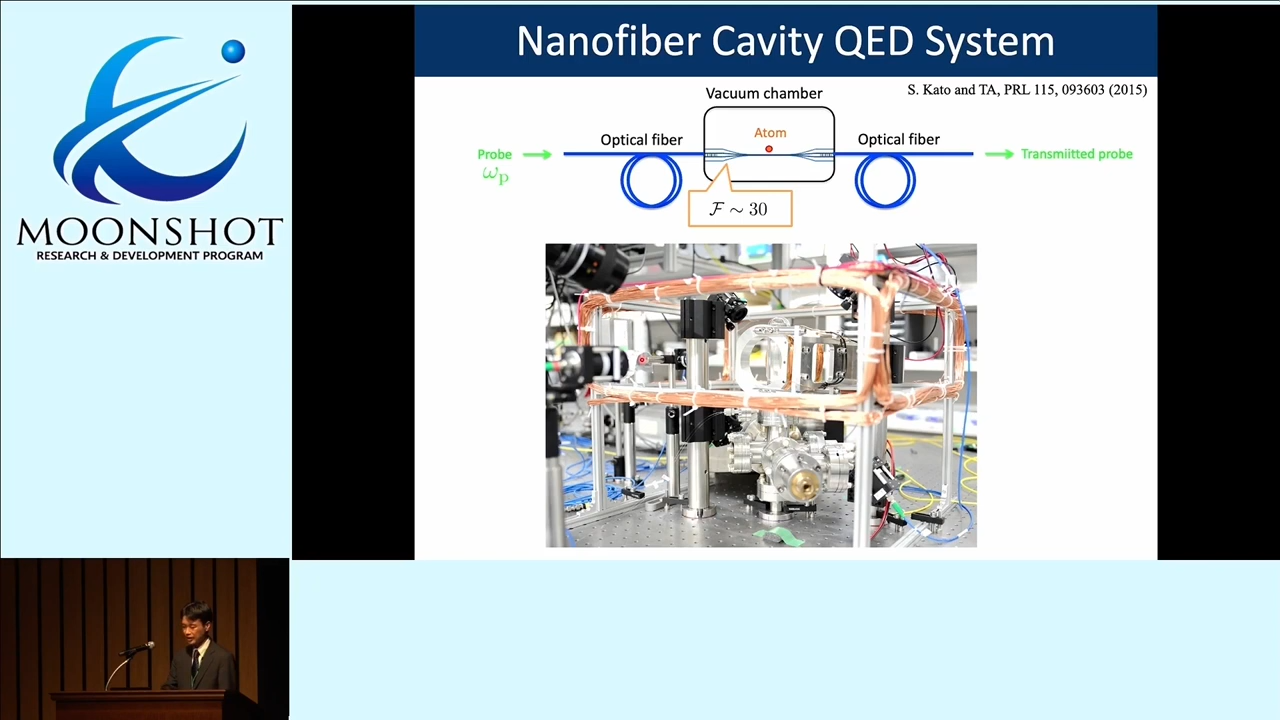 MOONSHOT
RESEARCH & DEVELOPMENT PROGRAM
Nanofiber Cavity QED System
S. Kato and TA, PRL 115, 093603 (2015)
Vacuum chamber
Optical fiber
Atom
Optical fiber
Probe
ωp
Transmiitted probe
ℱ ~ 30